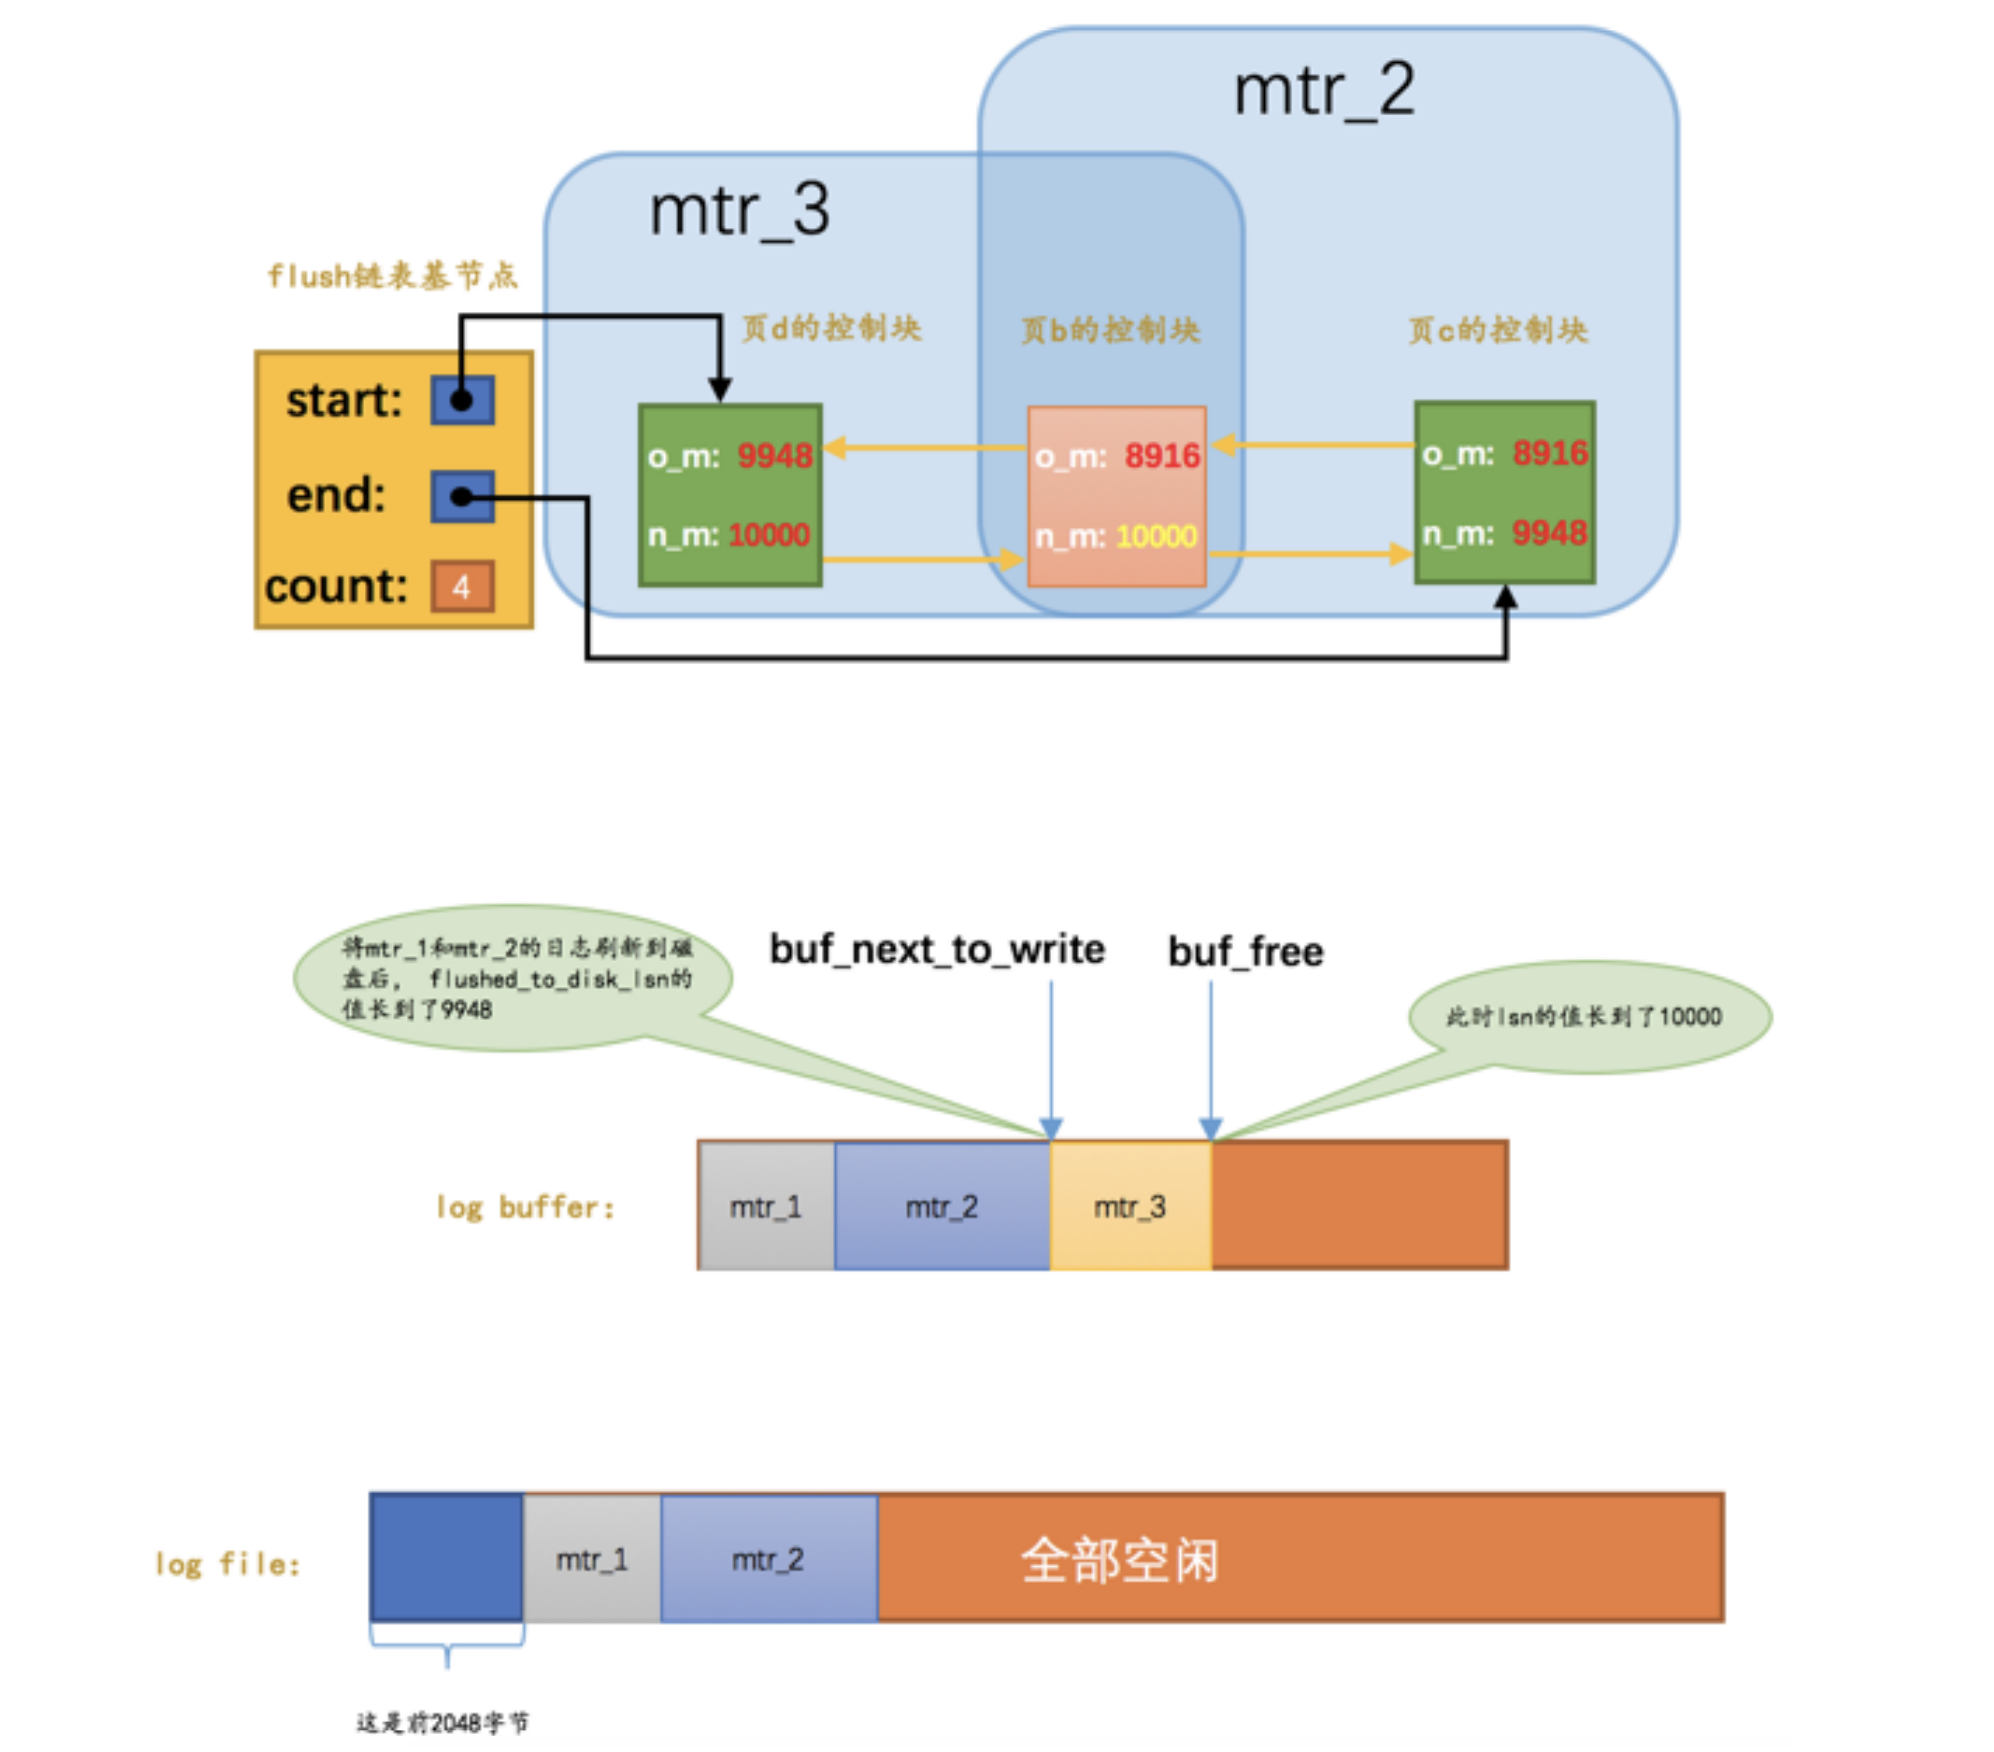 mtr_2
mtr_3
flush链表基节点
页d的控制块
页b的控制块
页c的控制块
start:
end:
count: 4
o_m: 9948
n_m: 10000
o_m: 8916
n_m: 10000
o_m: 8916
n_m: 9948
将mtr_1和mtr_2的日志刷新到磁
盘后， flushed_to_disk_lsn的
值长到了9948
buf_next_to_write
buf_free
此时lsn的值长到了10000
log buffer:
mtr_1
mtr_2
mtr_3
log file:
mtr_1
mtr_2
全部空闲
这是前2048字节